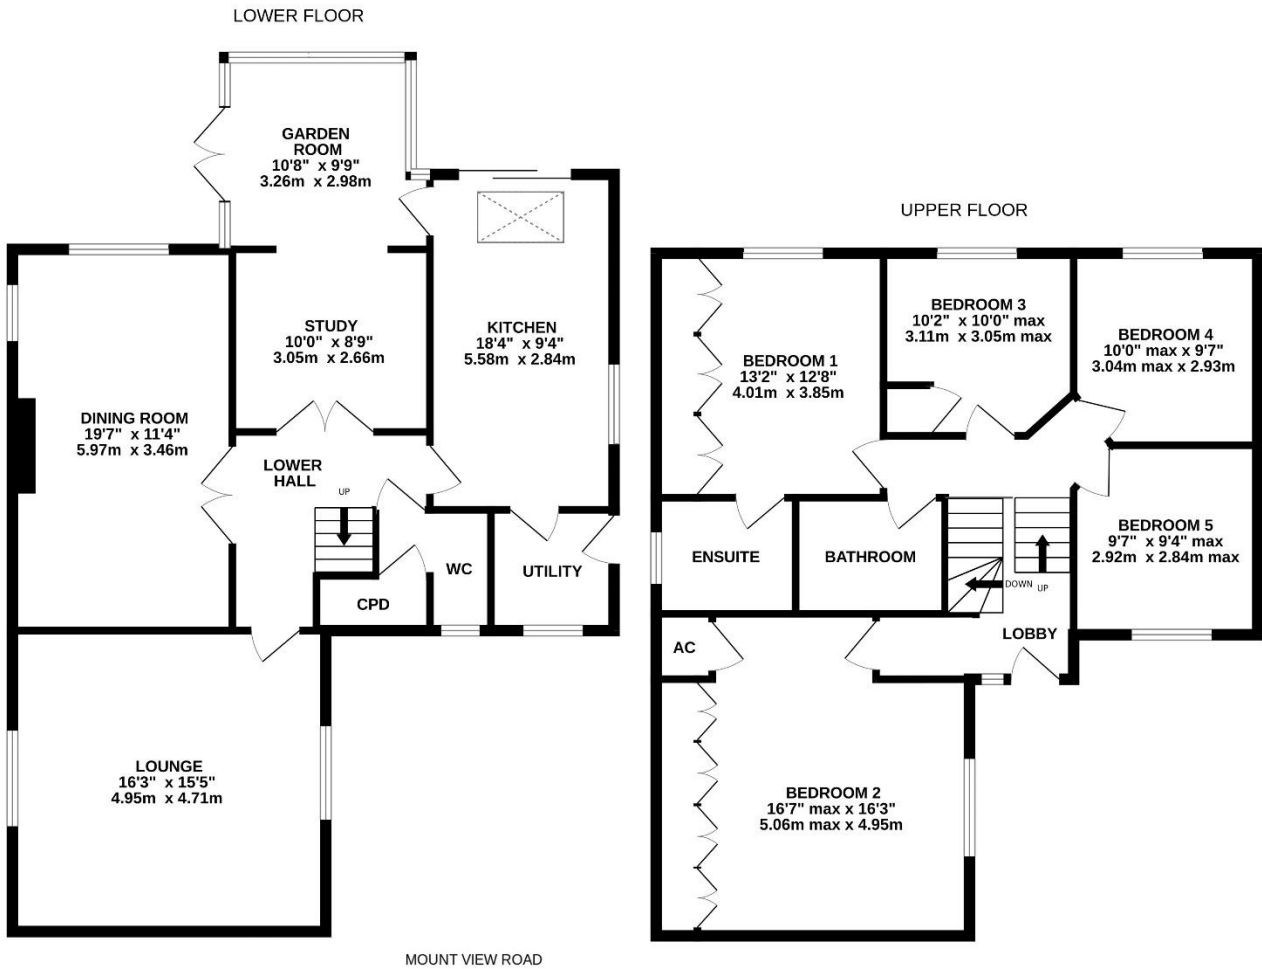 LOWER FLOOR
GARDEN
ROOM
10'8" x 9'9"
3.26m x 2.98m
STUDY
10'0" x 8'9"
3.05m x 2.66m
KITCHEN
18'4" x 9'4"
5.58m x 2.84m
DINING ROOM
19'7" x 11'4"
5.97m x 3.46m
LOWER
HALL
UP
WC
UTILITY
CPD
LOUNGE
16'3" x 15'5"
4.95m x 4.71m
UPPER FLOOR
BEDROOM 1
13'2" x 12'8"
4.01m x 3.85m
BEDROOM 3
10'2" x 10'0" max
3.11m x 3.05m max
BEDROOM 4
10'0" max x 9'7"
3.04m max x 2.93m
BEDROOM 5
9'7" x 9'4" max
2.92m x 2.84m max
ENSUITE
BATHROOM
DOWN
UP
LOBBY
AC
BEDROOM 2
16'7" max x 16'3"
5.06m max x 4.95m
MOUNT VIEW ROAD